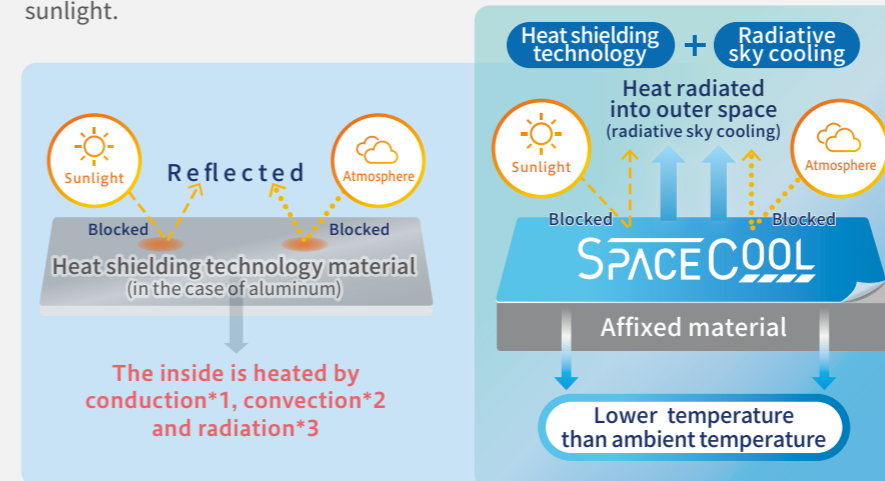 sunlight.
Sunlight
Reflected
Atmosphere
Blocked
Blocked
Heat shielding technology material
(in the case of aluminum)
The inside is heated by
conduction*1, convection*2
and radiation*3
Heat shielding
technology
+
Radiative
sky cooling
Heat radiated
into outer space
(radiative sky cooling)
Sunlight
Atmosphere
Blocked
Blocked
SPACECOOL
Affixed material
Lower temperature
than ambient temperature